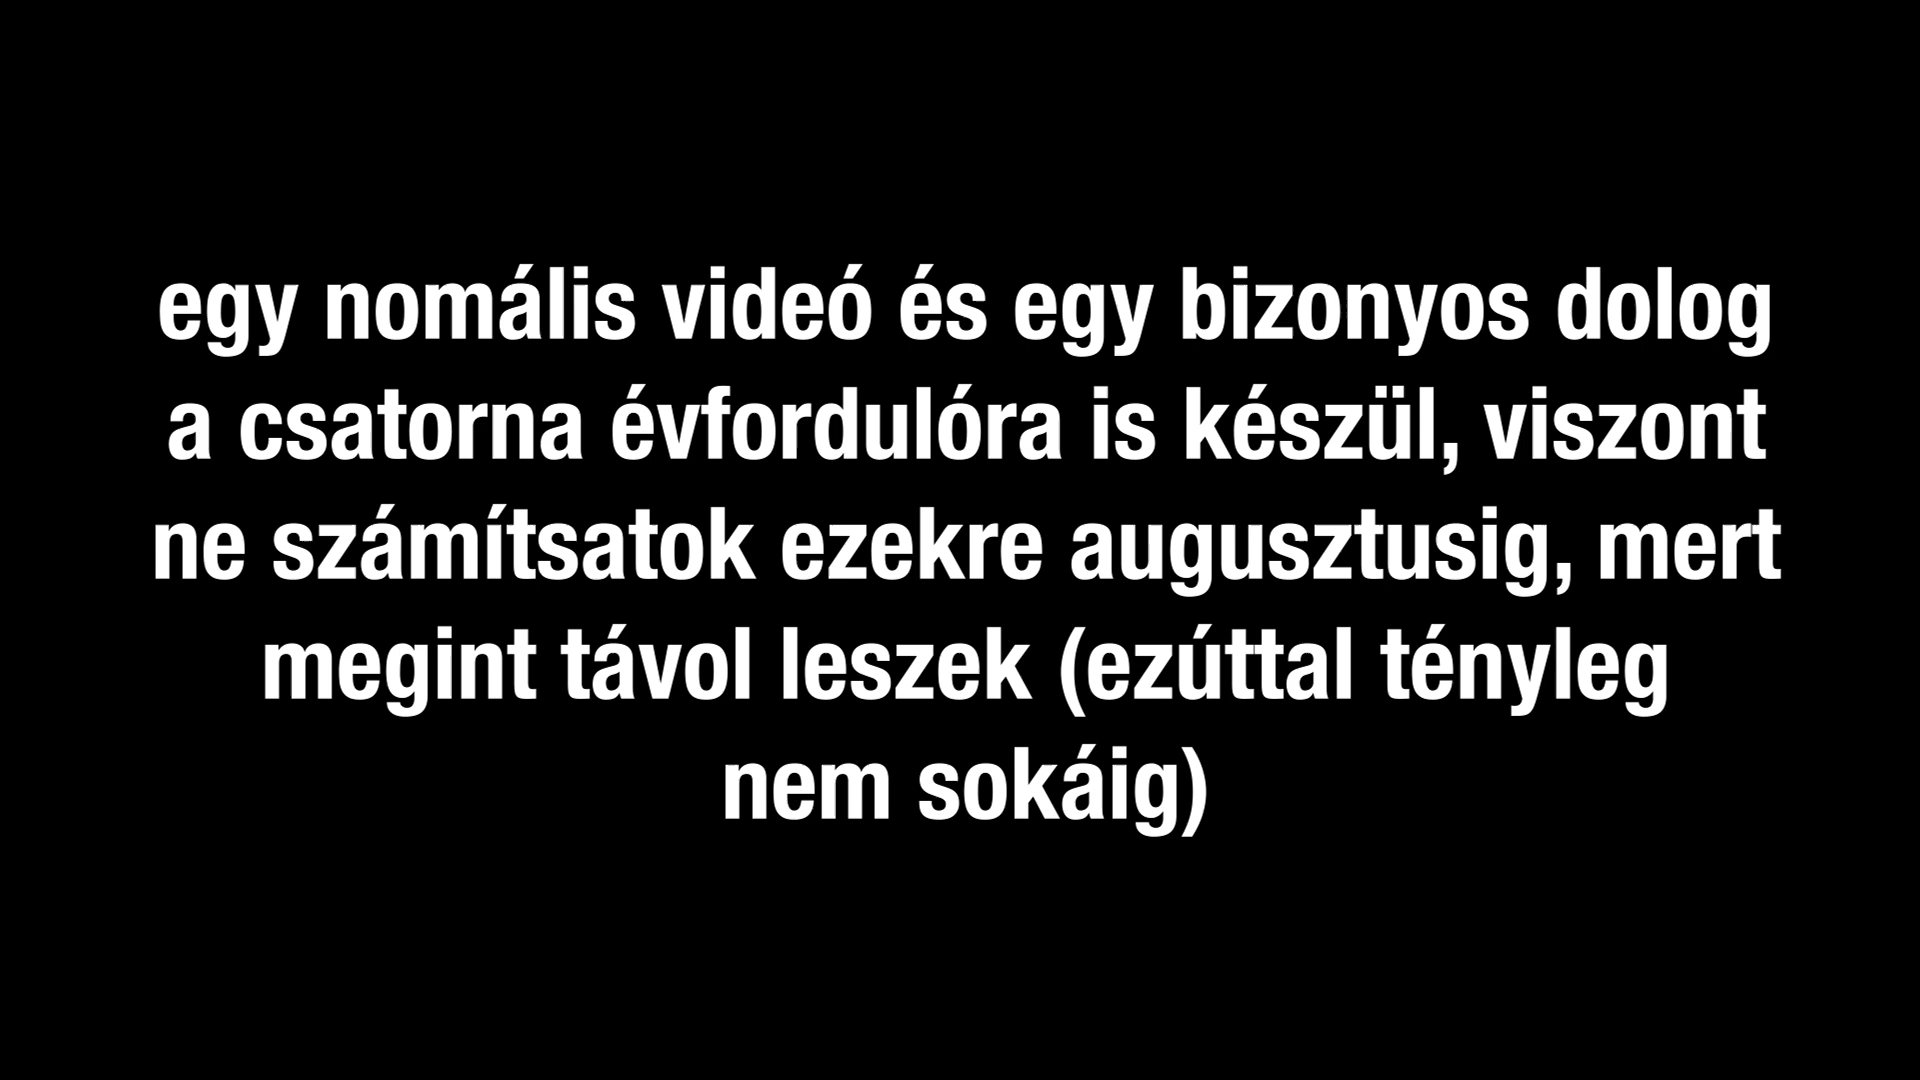 egy nomális videó és egy bizonyos dolog
a csatorna évfordulóra is készül, viszont
ne számítsatok ezekre augusztusig, mert
megint távol leszek (ezúttal tényleg
nem sokáig)